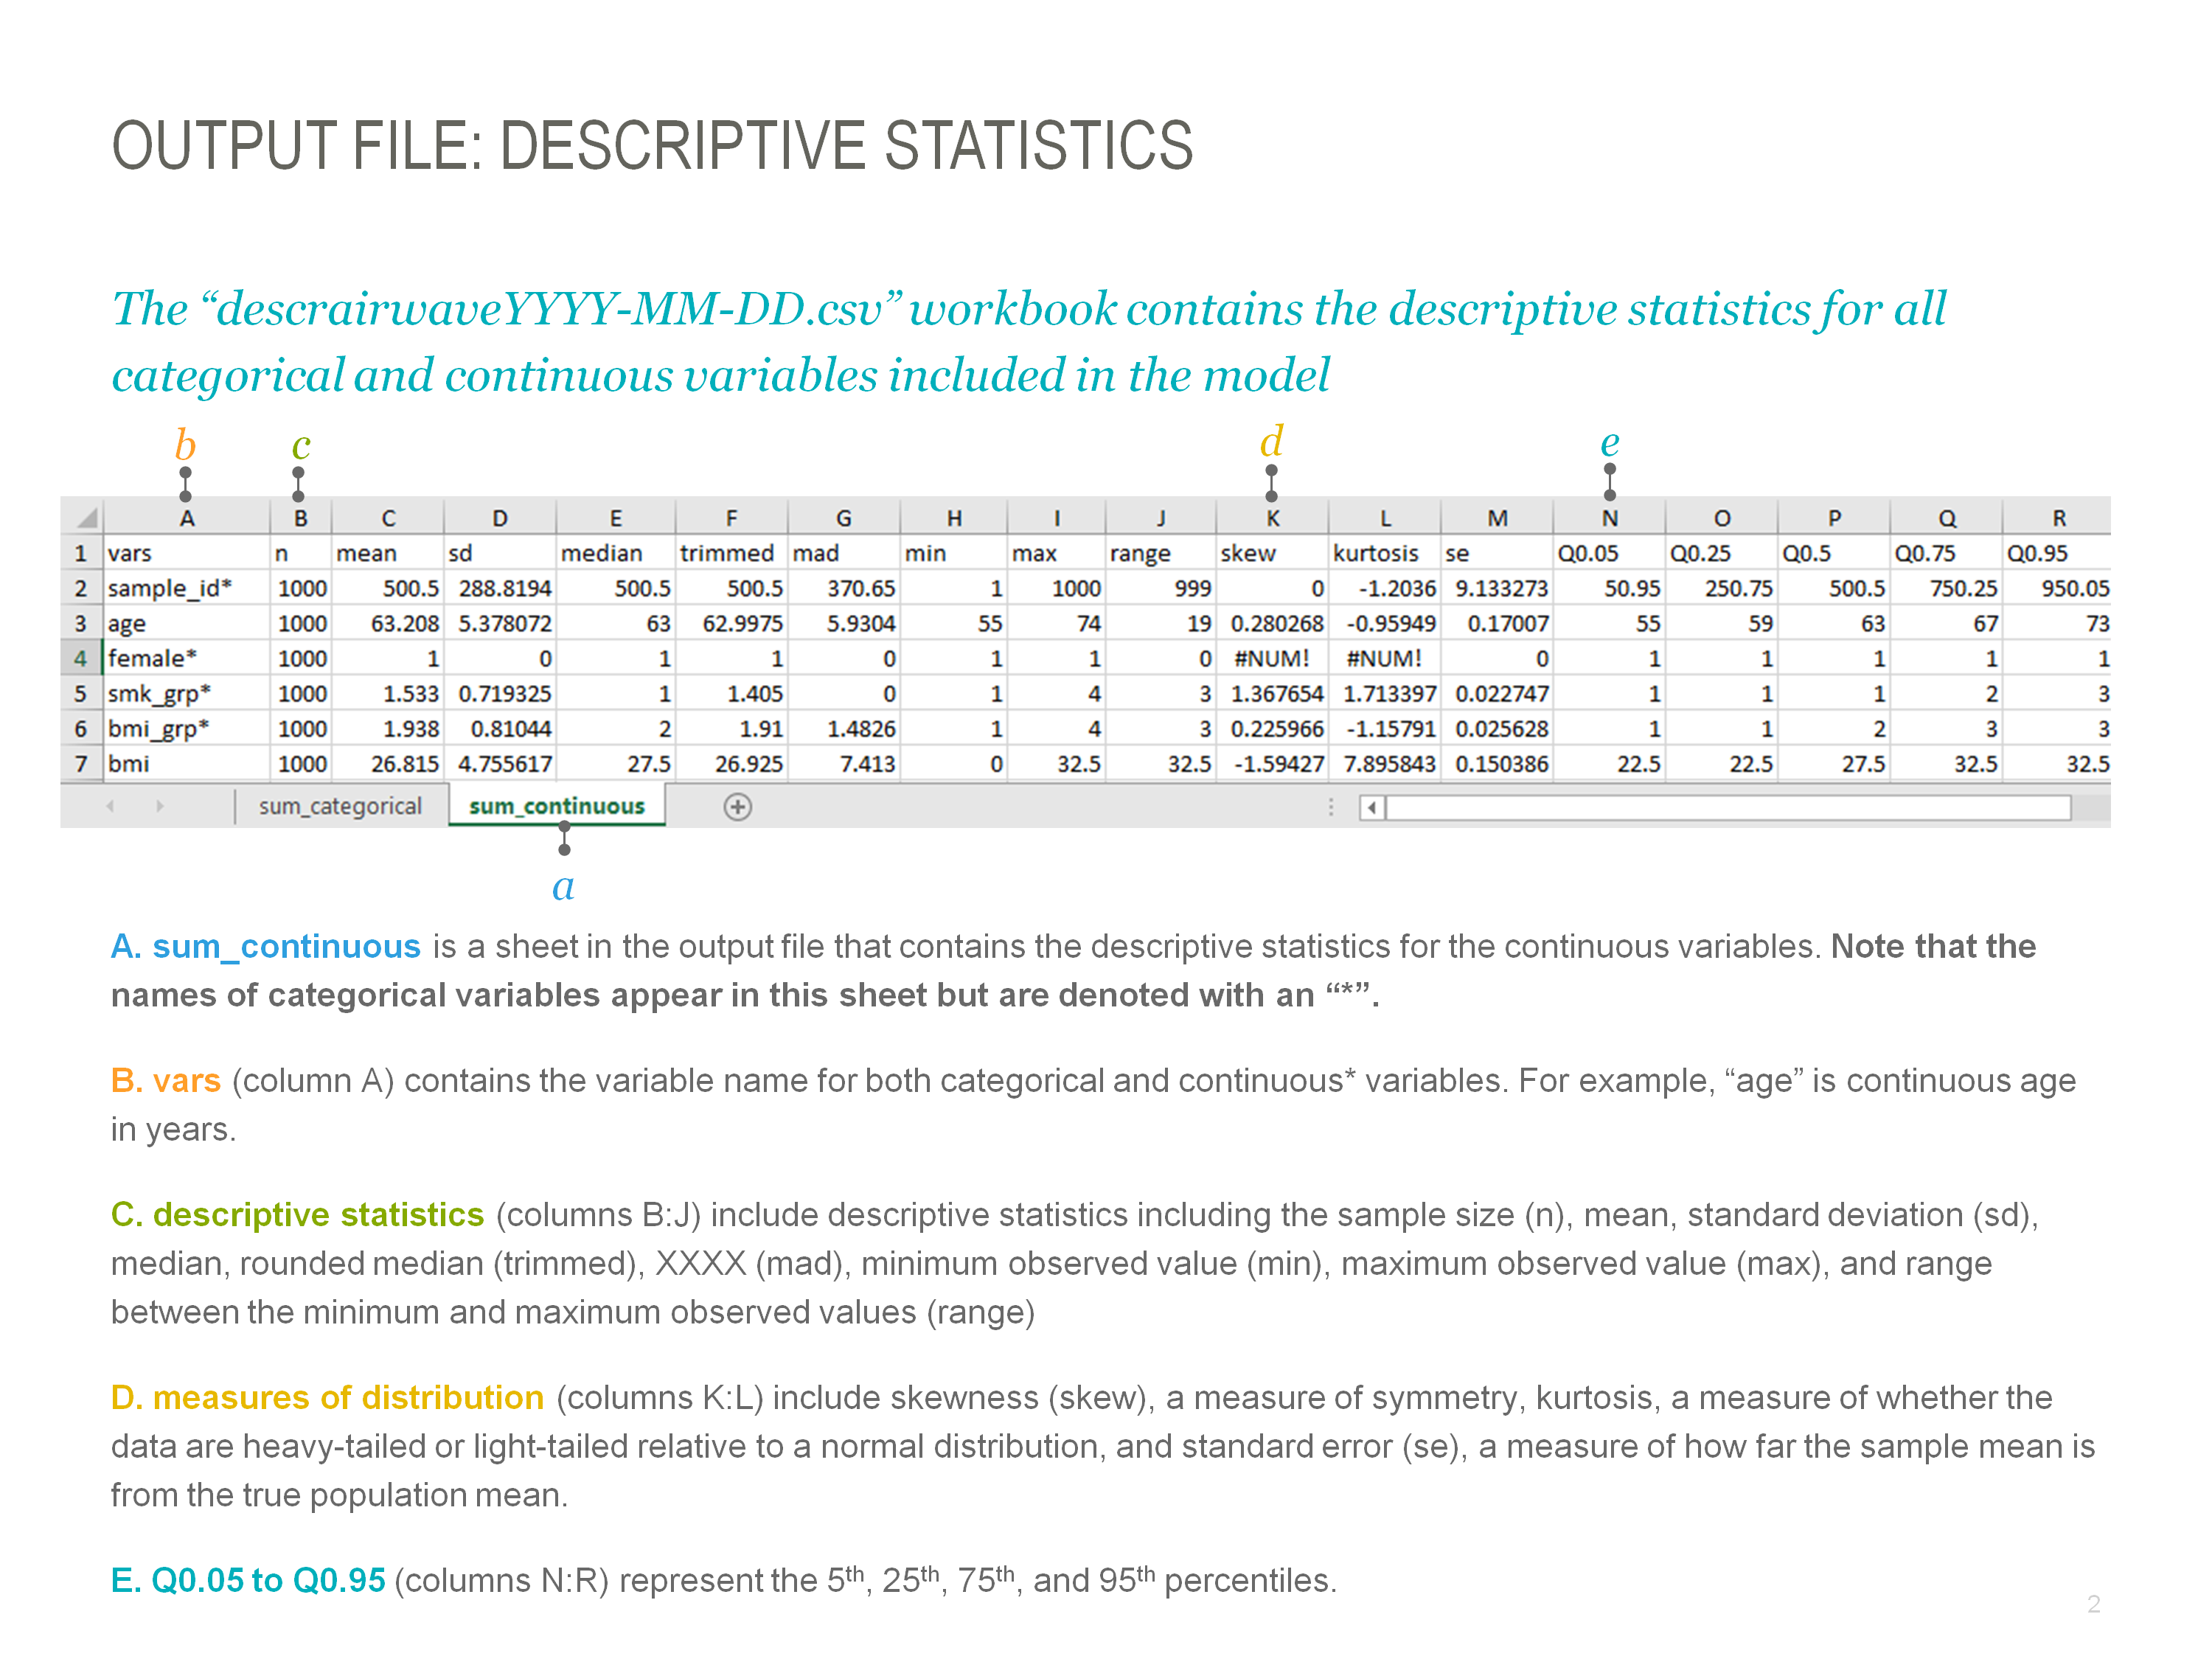 OUTPUT FILE: DESCRIPTIVE STATISTICS
The “descrairwaveYYYY-MM-DD.csv” workbook contains the descriptive statistics for all
categorical and continuous variables included in the model
b c d e
A B C D E F G H I J K L M N O P Q R
1 vars n mean sd median trimmed mad min max range skew kurtosis se Q0.05 Q0.25 Q0.5 Q0.75 Q0.95
2 sample_id* 1000 500.5 288.8194 500.5 500.5 370.65 1 1000 999 0 -1.2036 9.133273 50.95 250.75 500.5 750.25 950.05
3 age 1000 63.208 5.378072 63 62.9975 5.9304 55 74 19 0.280268 -0.95949 0.17007 55 59 63 67 73
4 female* 1000 1 0 1 1 0 1 1 0 #NUM! #NUM! 0 1 1 1 1 1
5 smk_grp* 1000 1.533 0.719325 1 1.405 0 1 4 3 1.367654 1.713397 0.022747 1 1 1 2 3
6 bmi_grp* 1000 1.938 0.81044 2 1.91 1.4826 1 4 3 0.225966 -1.15791 0.025628 1 1 2 3 3
7 bmi 1000 26.815 4.755617 27.5 26.925 7.413 0 32.5 32.5 -1.59427 7.895843 0.150386 22.5 22.5 27.5 32.5 32.5
sum_categorical sum_continuous
a
A. sum_continuous is a sheet in the output file that contains the descriptive statistics for the continuous variables. Note that the
names of categorical variables appear in this sheet but are denoted with an “*”.
B. vars (column A) contains the variable name for both categorical and continuous* variables. For example, “age” is continuous age
in years.
C. descriptive statistics (columns B:J) include descriptive statistics including the sample size (n), mean, standard deviation (sd),
median, rounded median (trimmed), XXXX (mad), minimum observed value (min), maximum observed value (max), and range
between the minimum and maximum observed values (range)
D. measures of distribution (columns K:L) include skewness (skew), a measure of symmetry, kurtosis, a measure of whether the
data are heavy-tailed or light-tailed relative to a normal distribution, and standard error (se), a measure of how far the sample mean is
from the true population mean.
E. Q0.05 to Q0.95 (columns N:R) represent the 5th, 25th, 75th, and 95th percentiles.
2